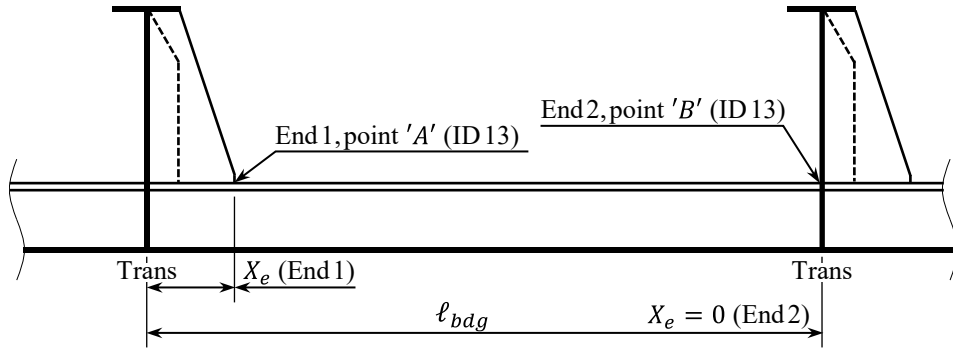 End 1, point 'A' (ID 13)
End 2, point 'B' (ID 13)
Trans
X_e (End 1)
Trans
ℓ_bdg
X_e = 0 (End 2)